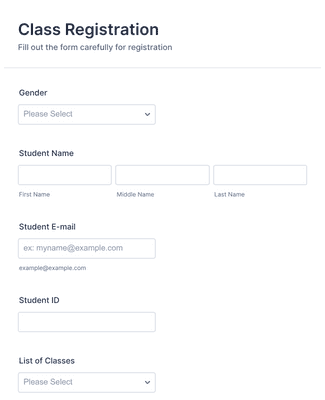 Class Registration
Fill out the form carefully for registration
Gender
Please Select
Student Name
First Name Middle Name Last Name
Student E-mail
ex: myname@example.com
example@example.com
Student ID
List of Classes
Please Select